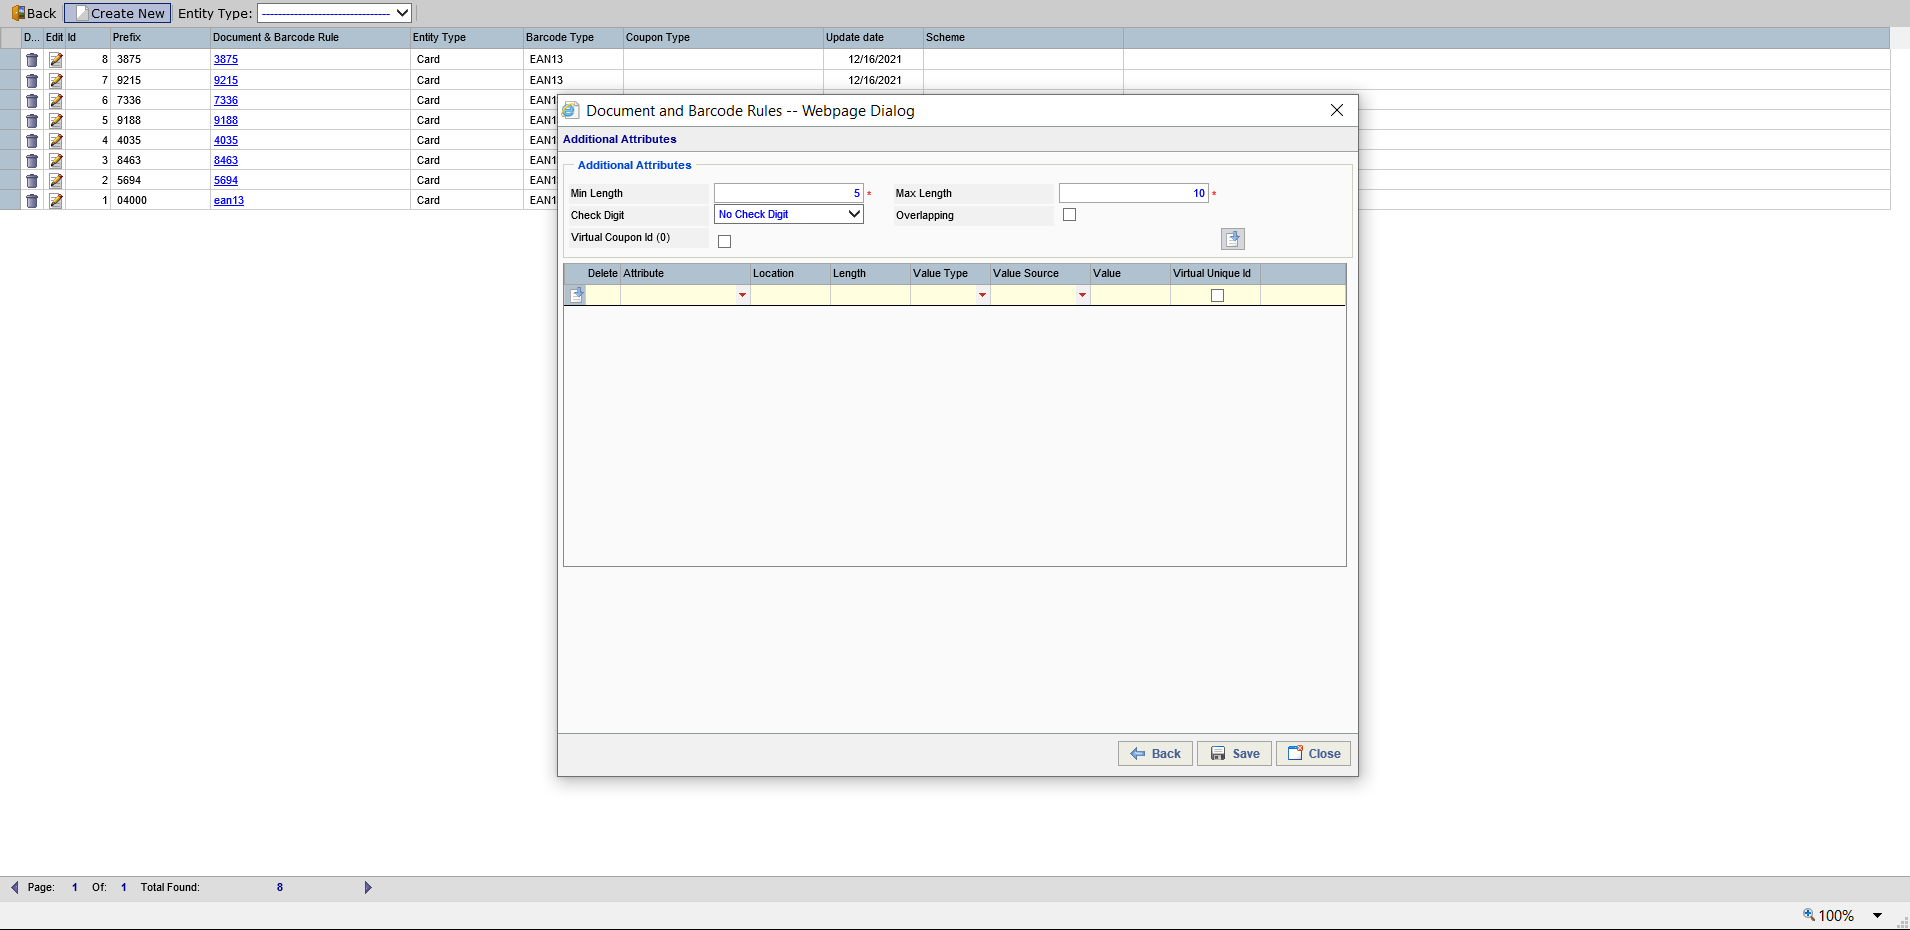 Back Create New Entity Type: --------------------------------
D... Edit Id Prefix Document & Barcode Rule Entity Type Barcode Type Coupon Type Update date Scheme
8 3875 3875 Card EAN13 12/16/2021
7 9215 9215 Card EAN13 12/16/2021
6 7336 7336 Card EAN1
5 9188 9188 Card EAN1
4 4035 4035 Card EAN1
3 8463 8463 Card EAN1
2 5694 5694 Card EAN1
1 04000 ean13 Card EAN1
Document and Barcode Rules -- Webpage Dialog
Additional Attributes
Additional Attributes
Min Length 5 * Max Length 10 *
Check Digit No Check Digit Overlapping
Virtual Coupon Id (0)
Delete Attribute Location Length Value Type Value Source Value Virtual Unique Id
Back Save Close
Page: 1 Of: 1 Total Found: 8
100%